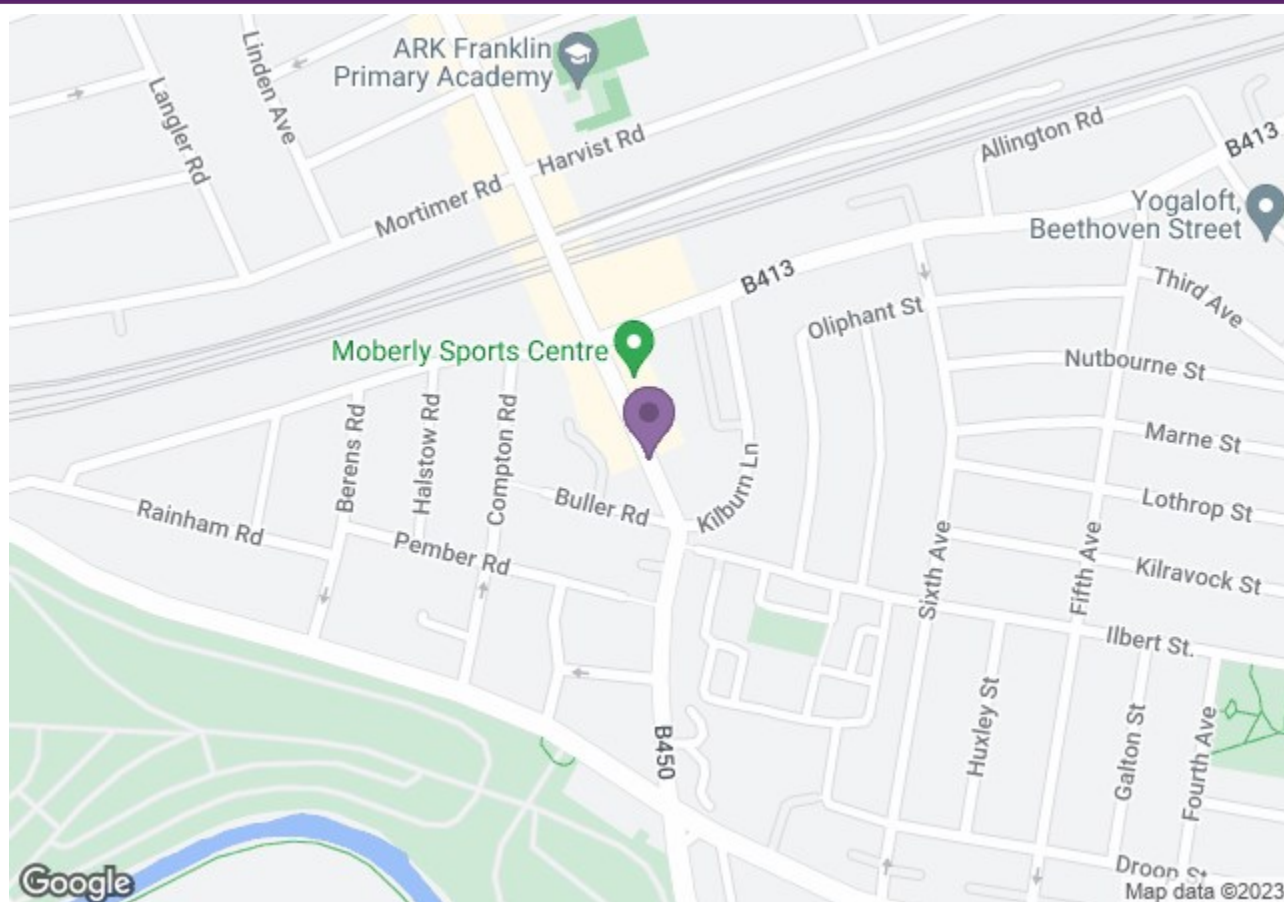 ARK Franklin
Primary Academy
Linden Ave
Langler Rd
Harvist Rd
Mortimer Rd
Allington Rd
B413
Yogaloft,
Beethoven Street
B413
Third Ave
Oliphant St
Moberly Sports Centre
Nutbourne St
Berens Rd
Halstow Rd
Compton Rd
Marne St
Kilburn Ln
Lothrop St
Buller Rd
Rainham Rd
Pember Rd
Sixth Ave
Fifth Ave
Kilravock St
Ilbert St.
B450
Huxley St
Galton St
Fourth Ave
Droop St
Google
Map data ©2023